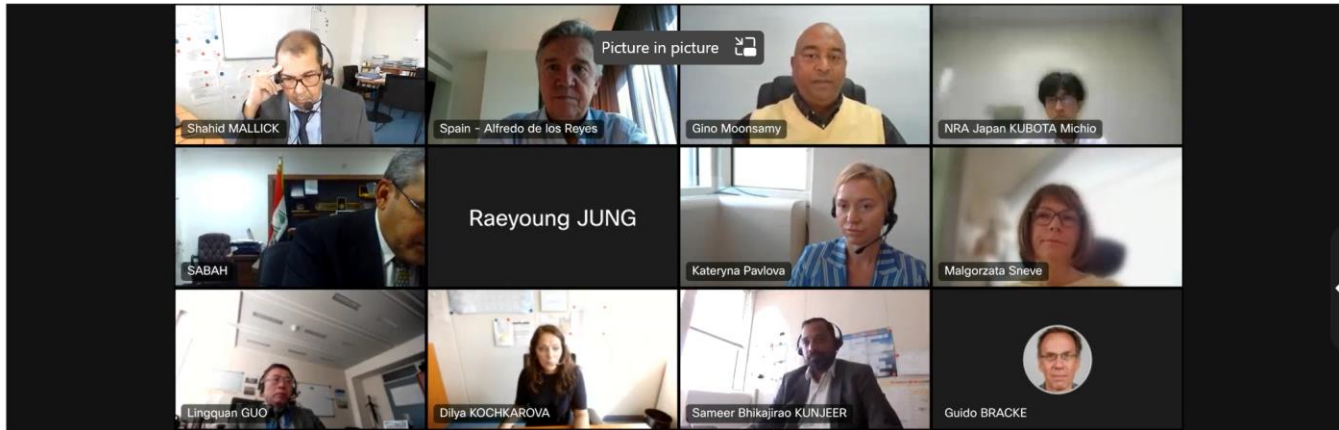 Picture in picture
Shahid MALLICK
Spain - Alfredo de los Reyes
Gino Moonsamy
NRA Japan KUBOTA Michio
SABAH
Raeyoung JUNG
Kateryna Pavlova
Malgorzata Sneve
Lingquan GUO
Dilya KOCHKAROVA
Sameer Bhikajirao KUNJEER
Guido BRACKE